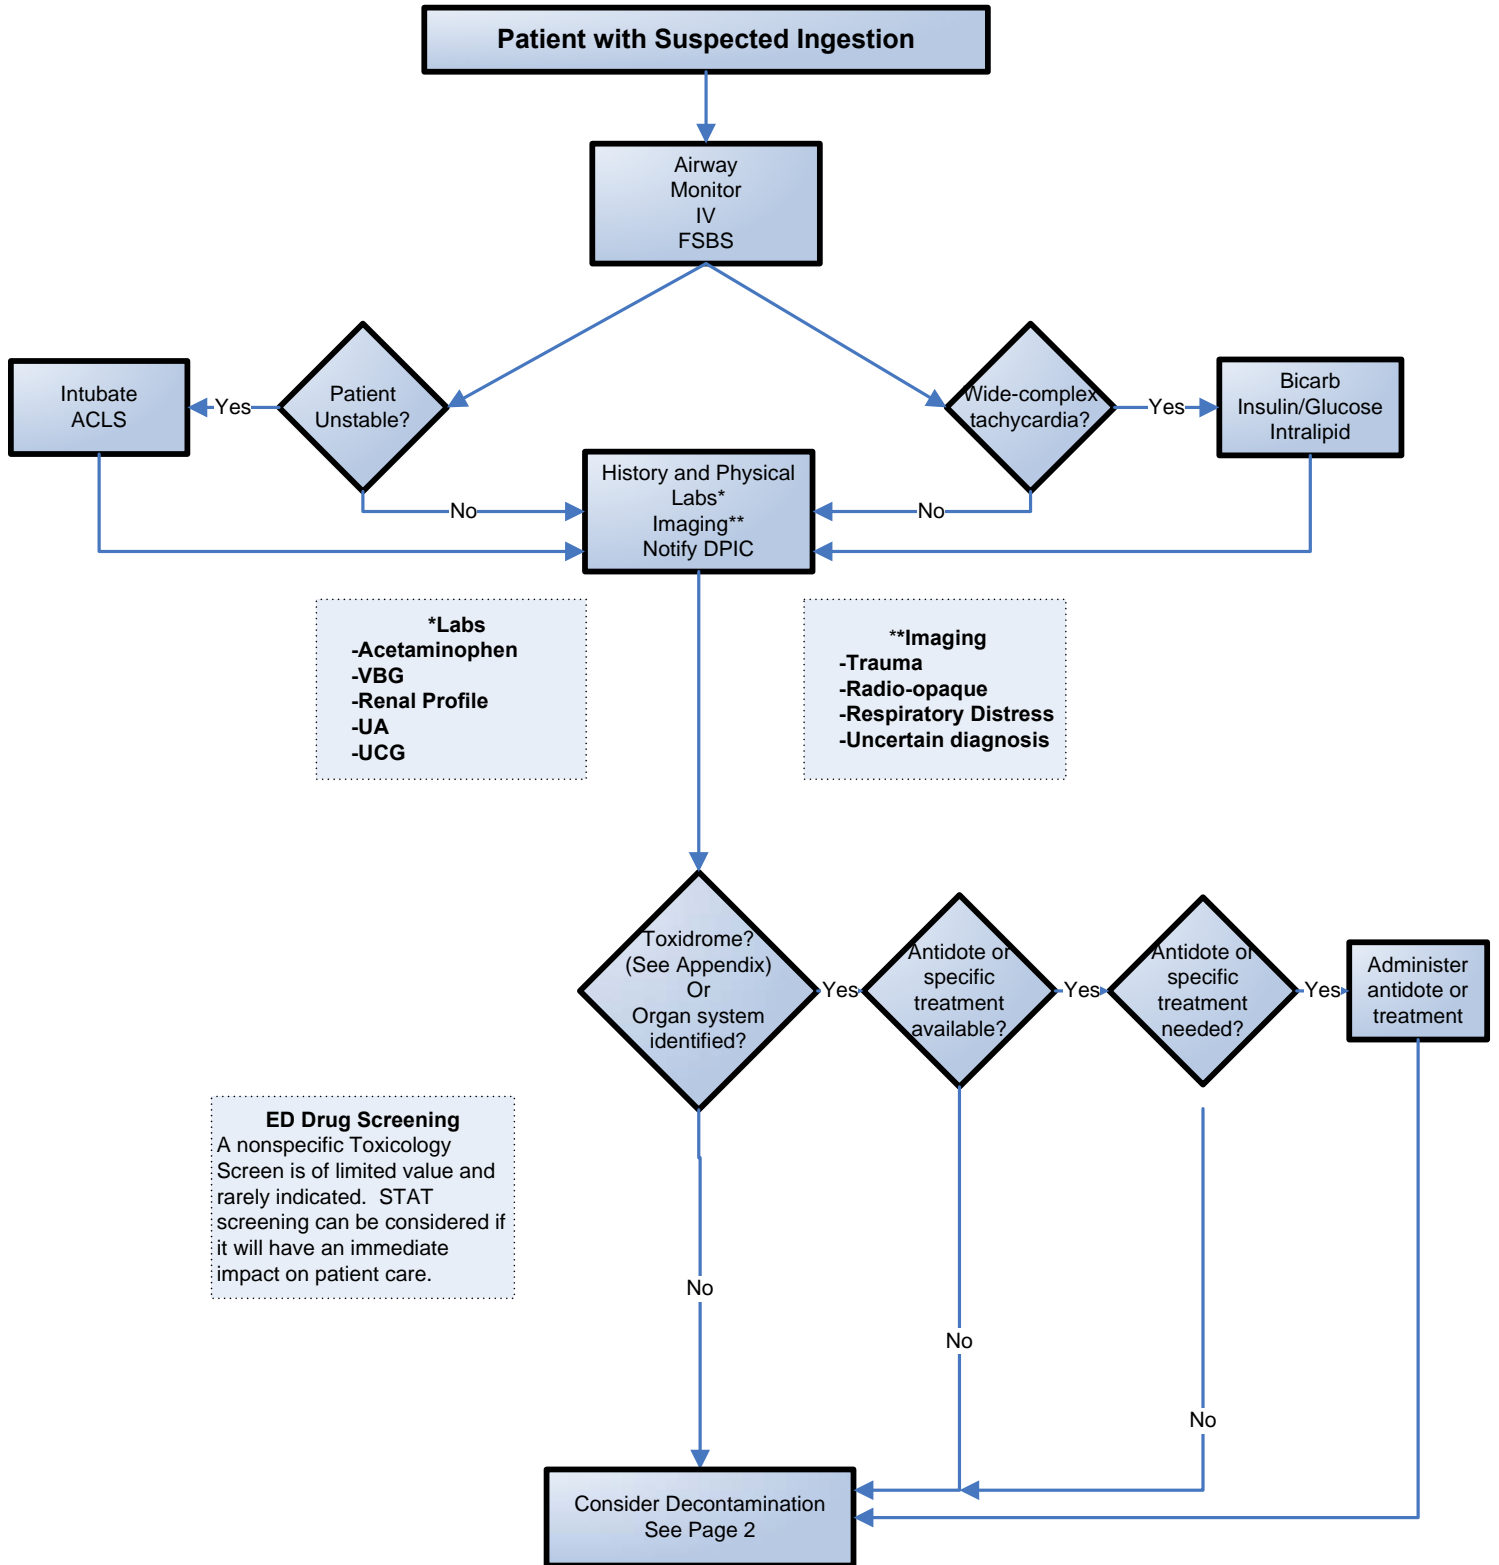 Patient with Suspected Ingestion
Airway
Monitor
IV
FSBS
Intubate
ACLS
Yes
Patient
Unstable?
Wide-complex
tachycardia?
Yes
Bicarb
Insulin/Glucose
Intralipid
No
History and Physical
Labs*
Imaging**
Notify DPIC
No
*Labs
-Acetaminophen
-VBG
-Renal Profile
-UA
-UCG
**Imaging
-Trauma
-Radio-opaque
-Respiratory Distress
-Uncertain diagnosis
Toxidrome?
(See Appendix)
Or
Organ system
identified?
Yes
Antidote or
specific
treatment
available?
Yes
Antidote or
specific
treatment
needed?
Yes
Administer
antidote or
treatment
ED Drug Screening
A nonspecific Toxicology
Screen is of limited value and
rarely indicated.  STAT
screening can be considered if
it will have an immediate
impact on patient care.
No
No
No
Consider Decontamination
See Page 2